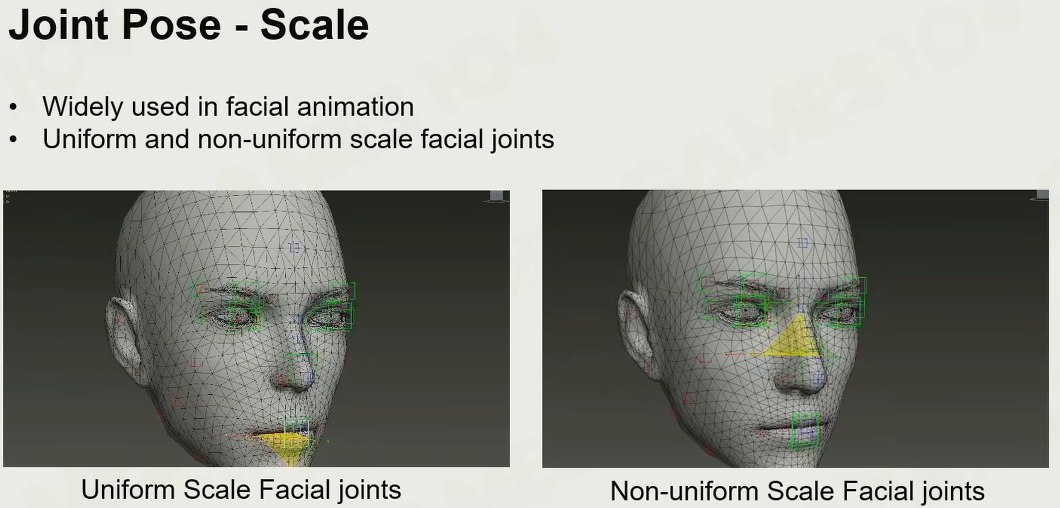 Joint Pose - Scale
• Widely used in facial animation
• Uniform and non-uniform scale facial joints
Uniform Scale Facial joints
Non-uniform Scale Facial joints
GAMES104